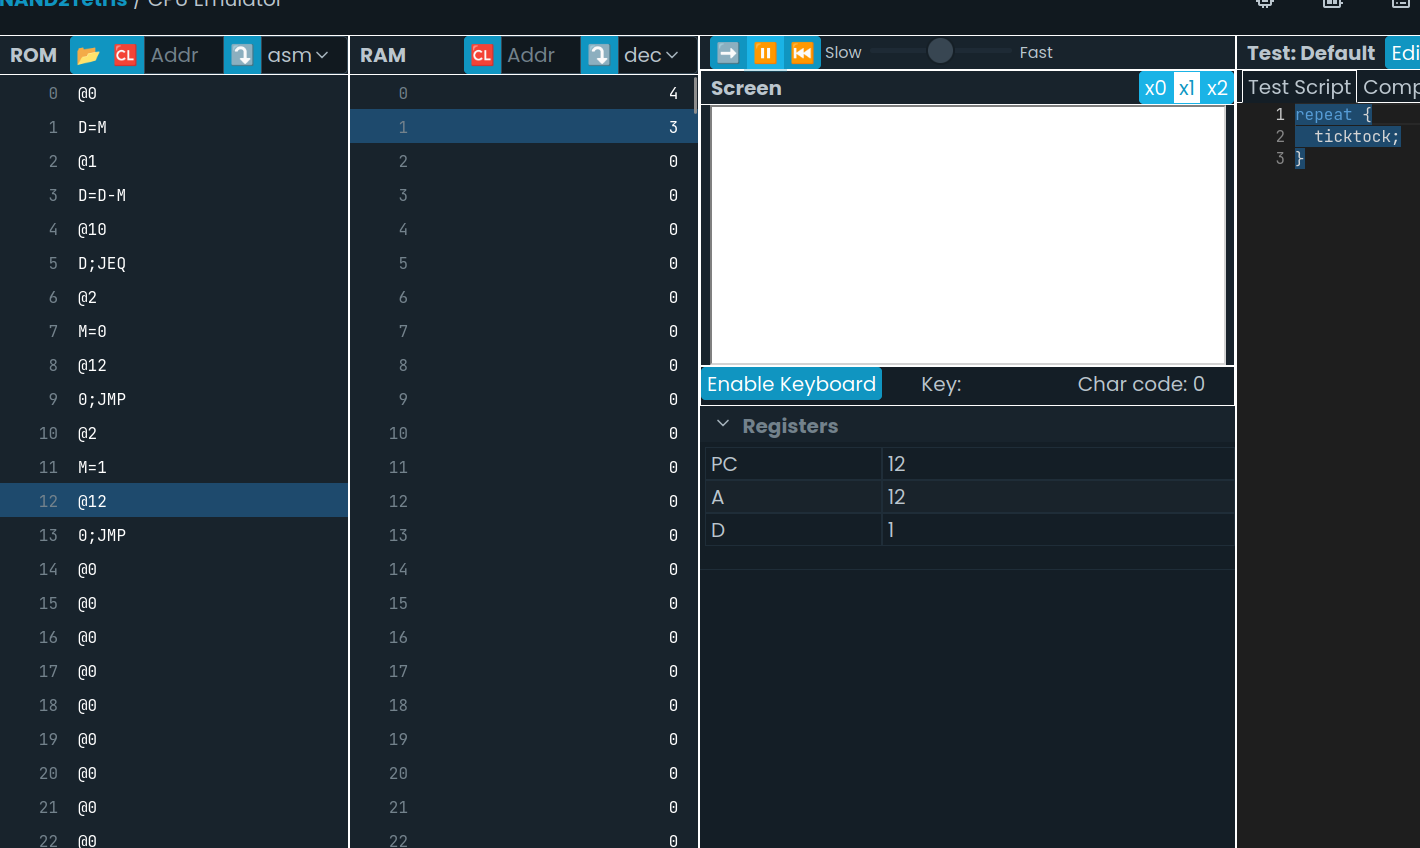 NAND2Tetris / CPU Emulator
ROM CL Addr asm
0 @0
1 D=M
2 @1
3 D=D-M
4 @10
5 D;JEQ
6 @2
7 M=0
8 @12
9 0;JMP
10 @2
11 M=1
12 @12
13 0;JMP
14 @0
15 @0
16 @0
17 @0
18 @0
19 @0
20 @0
21 @0
22 @0
RAM CL Addr dec
0 4
1 3
2 0
3 0
4 0
5 0
6 0
7 0
8 0
9 0
10 0
11 0
12 0
13 0
14 0
15 0
16 0
17 0
18 0
19 0
20 0
21 0
22 0
Slow Fast
Screen x0 x1 x2
Enable Keyboard Key: Char code: 0
Registers
PC 12
A 12
D 1
Test: Default Edi
Test Script Comp
1 repeat {
2 ticktock;
3 }